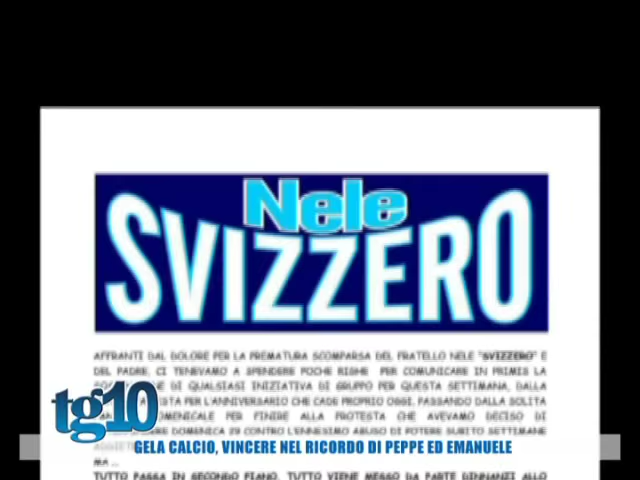 Nele
SVIZZERO
AFFRANTI DAL DOLORE PER LA PREMATURA SCOMPARSA DEL FRATELLO NELE "SVIZZERO" E
DEL PADRE, CI TENEVAMO A SPENDERE POCHE RIGHE PER COMUNICARE IN PRIMIS LA
DI QUALSIASI INIZIATIVA DI GRUPPO PER QUESTA SETTIMANA, DALLA
PER L'ANNIVERSARIO CHE CADE PROPRIO OGGI, PASSANDO DALLA SOLITA
PER FINIRE ALLA PROTESTA CHE AVEVAMO DECISO DI
DOMENICA 29 CONTRO L'ENNESIMO ABUSO DI POTERE SUBITO SETTIMANE
tg10
GELA CALCIO, VINCERE NEL RICORDO DI PEPPE ED EMANUELE
MA ...
TUTTO PASSA IN SECONDO PIANO, TUTTO VIENE MESSO DA PARTE DINNANZI ALLO